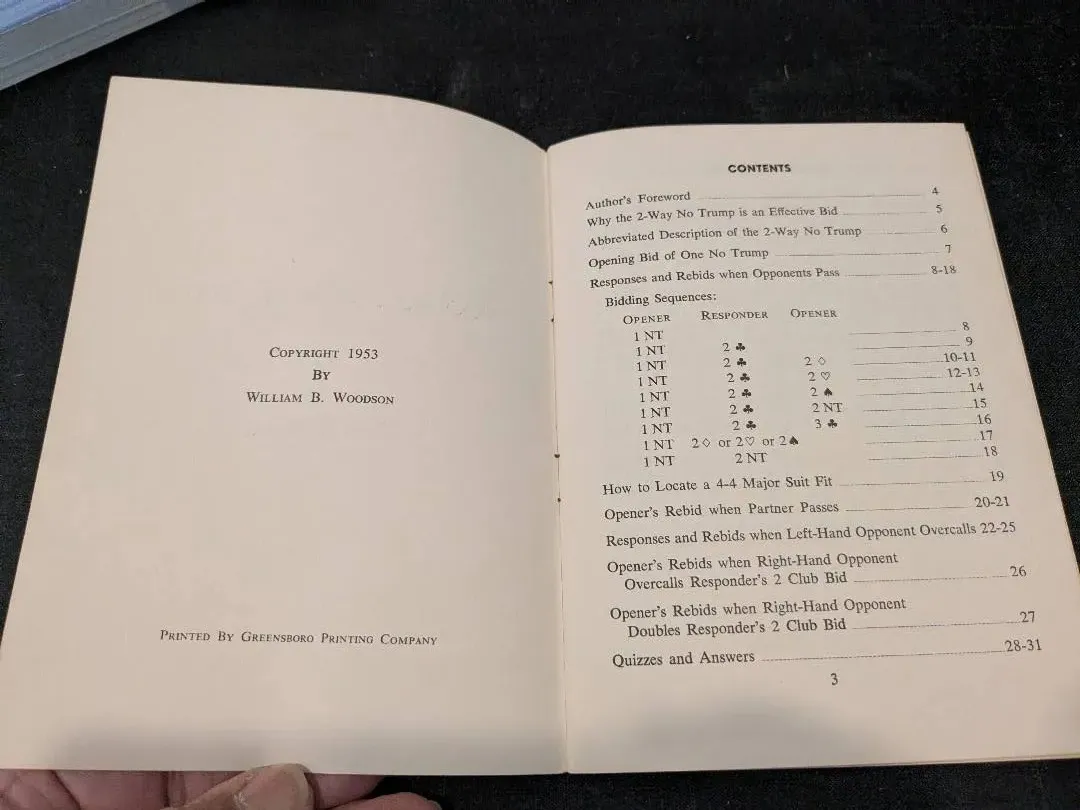 COPYRIGHT 1953
BY
WILLIAM B. WOODSON
PRINTED BY GREENSBORO PRINTING COMPANY
CONTENTS
Author's Foreword 4
Why the 2-Way No Trump is an Effective Bid 5
Abbreviated Description of the 2-Way No Trump 6
Opening Bid of One No Trump 7
Responses and Rebids when Opponents Pass 8-18
Bidding Sequences:
OPENER RESPONDER OPENER
1 NT 8
1 NT 2 ♣ 9
1 NT 2 ♣ 2 ♢ 10-11
1 NT 2 ♣ 2 ♡ 12-13
1 NT 2 ♣ 2 ♠ 14
1 NT 2 ♣ 2 NT 15
1 NT 2 ♣ 3 ♣ 16
1 NT 2♢ or 2♡ or 2♠ 17
1 NT 2 NT 18
How to Locate a 4-4 Major Suit Fit 19
Opener's Rebid when Partner Passes 20-21
Responses and Rebids when Left-Hand Opponent Overcalls 22-25
Opener's Rebids when Right-Hand Opponent
Overcalls Responder's 2 Club Bid 26
Opener's Rebids when Right-Hand Opponent
Doubles Responder's 2 Club Bid 27
Quizzes and Answers 28-31
3